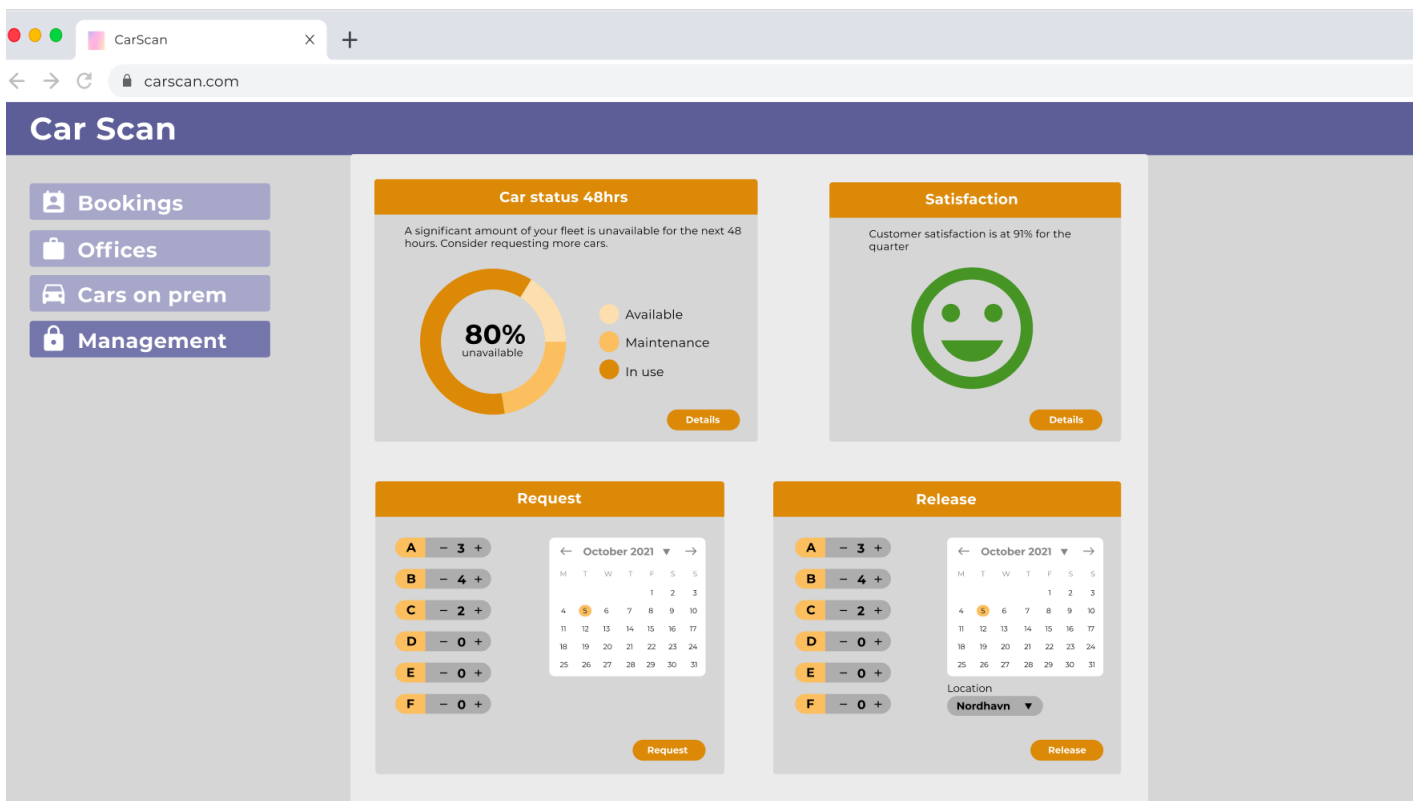 CarScan X +
carscan.com
Car Scan
Bookings
Offices
Cars on prem
Management
Car status 48hrs
A significant amount of your fleet is unavailable for the next 48
hours. Consider requesting more cars.
80%
unavailable
Available
Maintenance
In use
Details
Satisfaction
Customer satisfaction is at 91% for the
quarter
Details
Request
A − 3 +
B − 4 +
C − 2 +
D − 0 +
E − 0 +
F − 0 +
← October 2021 ▼ →
M T W T F S S
1 2 3
4 5 6 7 8 9 10
11 12 13 14 15 16 17
18 19 20 21 22 23 24
25 26 27 28 29 30 31
Request
Release
A − 3 +
B − 4 +
C − 2 +
D − 0 +
E − 0 +
F − 0 +
← October 2021 ▼ →
M T W T F S S
1 2 3
4 5 6 7 8 9 10
11 12 13 14 15 16 17
18 19 20 21 22 23 24
25 26 27 28 29 30 31
Location
Nordhavn ▼
Release